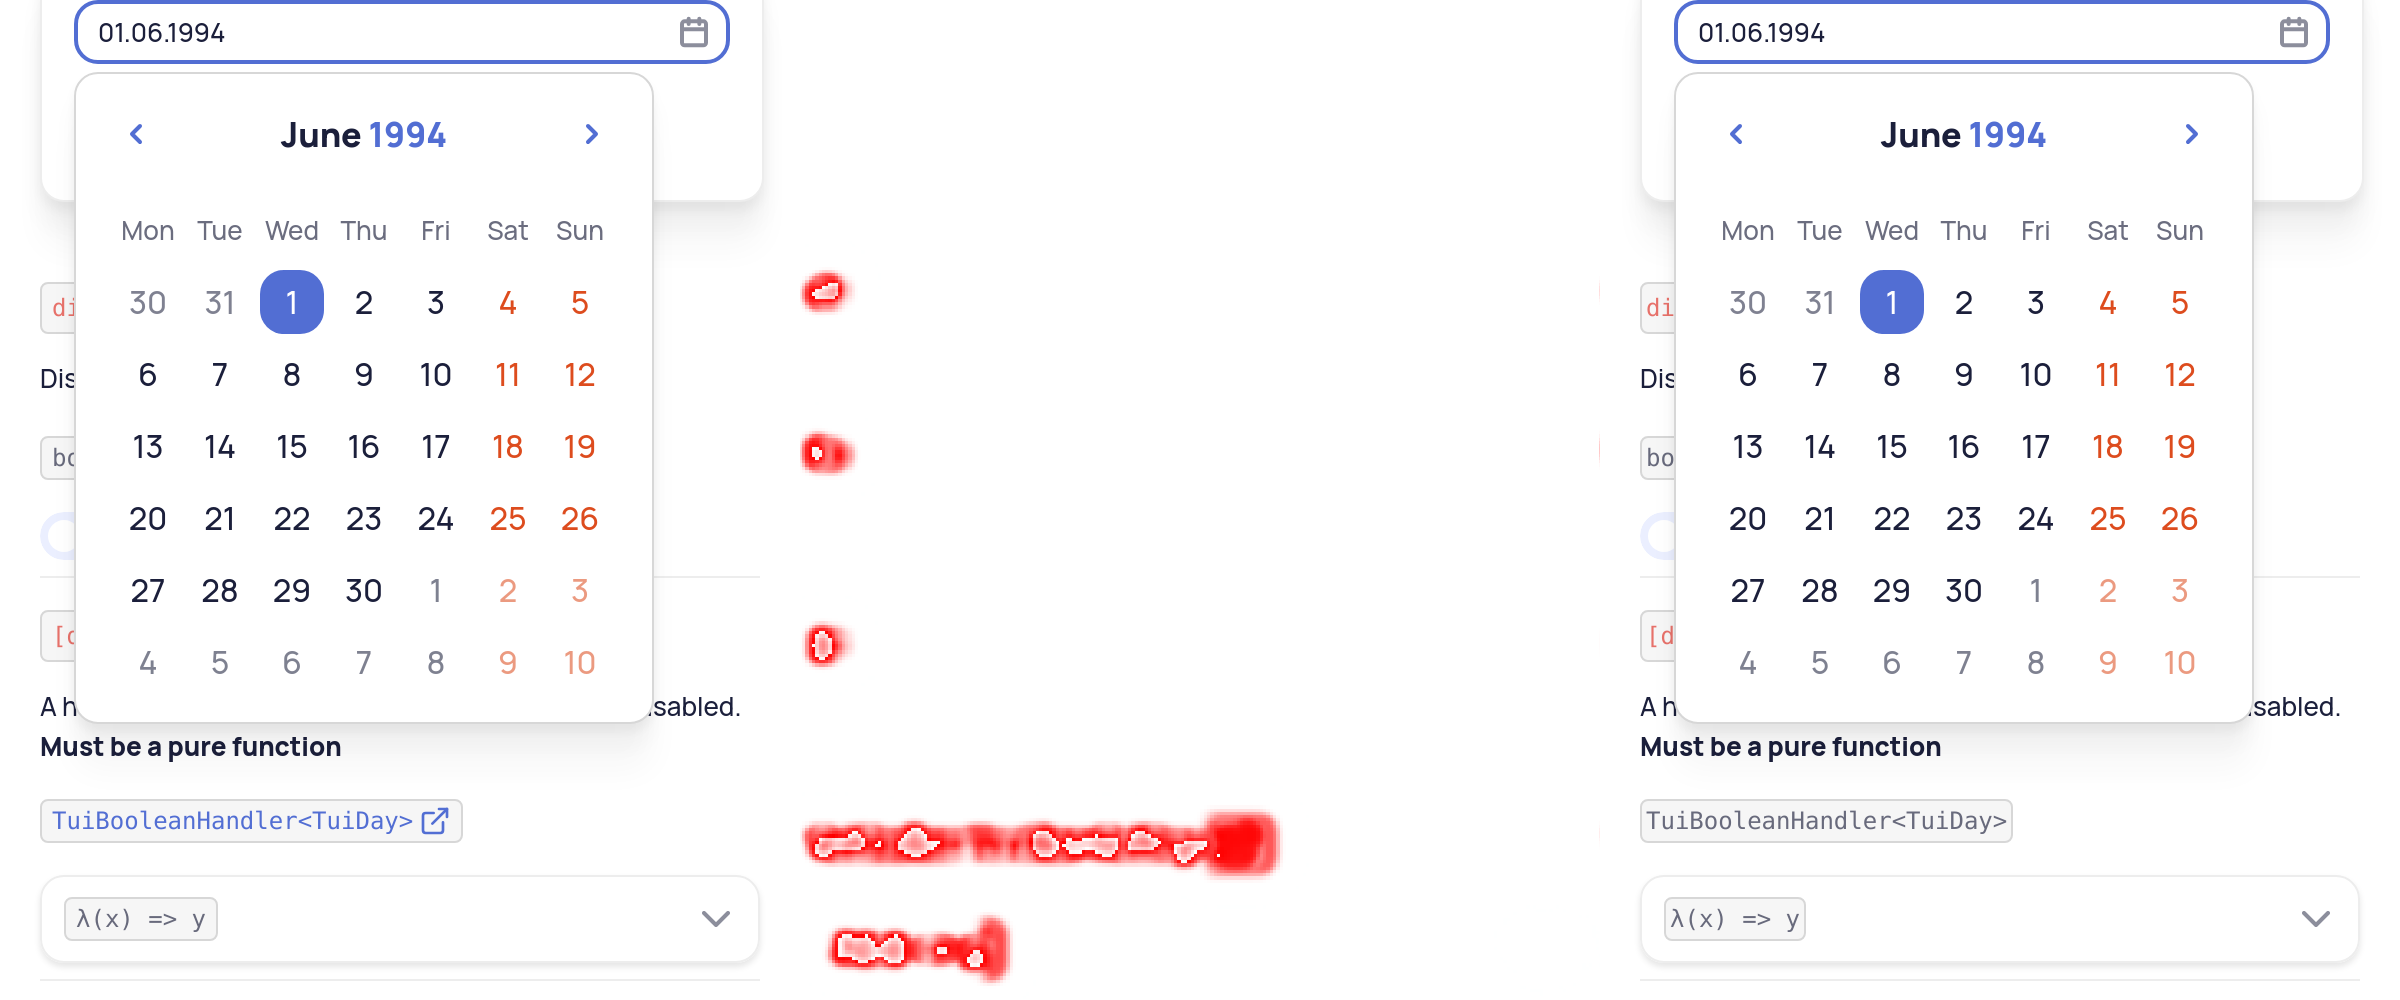 01.06.1994
June 1994
Mon Tue Wed Thu Fri Sat Sun
30 31 1 2 3 4 5
di
6 7 8 9 10 11 12
Dis
13 14 15 16 17 18 19
bo
20 21 22 23 24 25 26
27 28 29 30 1 2 3
[d
4 5 6 7 8 9 10
A h
sabled.
Must be a pure function
TuiBooleanHandler<TuiDay>
λ(x) => y
01.06.1994
June 1994
Mon Tue Wed Thu Fri Sat Sun
30 31 1 2 3 4 5
di
6 7 8 9 10 11 12
Dis
13 14 15 16 17 18 19
bo
20 21 22 23 24 25 26
27 28 29 30 1 2 3
[d
4 5 6 7 8 9 10
A h
sabled.
Must be a pure function
TuiBooleanHandler<TuiDay>
λ(x) => y